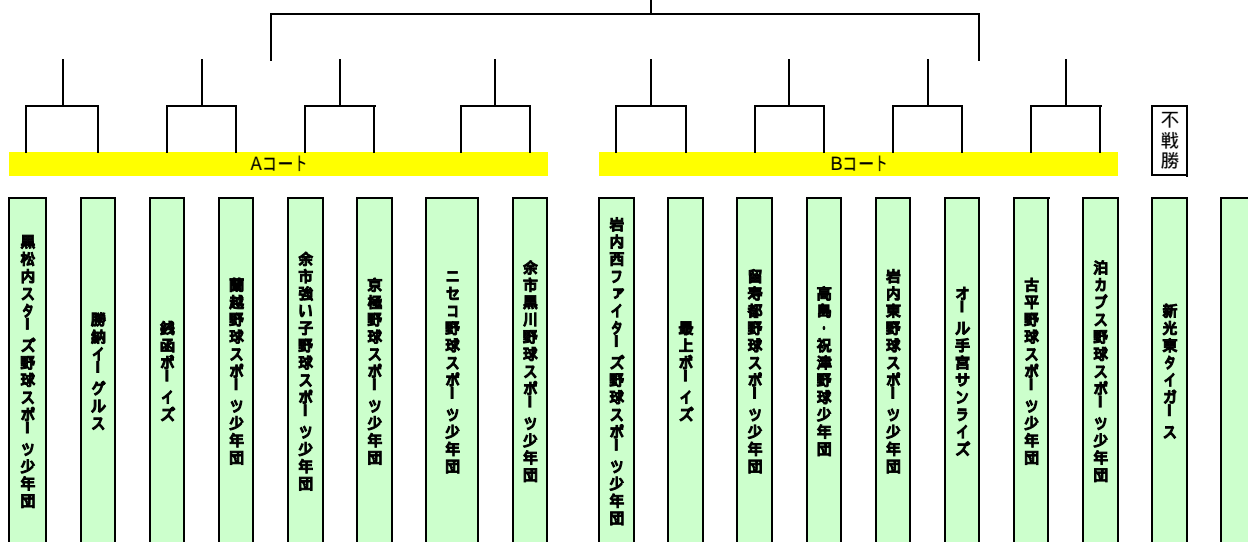 不戦勝
Aコート
Bコート
黒松内スターズ野球スポーツ少年団
勝納イーグルス
銭函ボーイズ
蘭越野球スポーツ少年団
余市強い子野球スポーツ少年団
京極野球スポーツ少年団
ニセコ野球スポーツ少年団
余市黒川野球スポーツ少年団
岩内西ファイターズ野球スポーツ少年団
最上ボーイズ
留寿都野球スポーツ少年団
高島・祝津野球少年団
岩内東野球スポーツ少年団
オール手宮サンライズ
古平野球スポーツ少年団
泊カブス野球スポーツ少年団
新光東タイガース